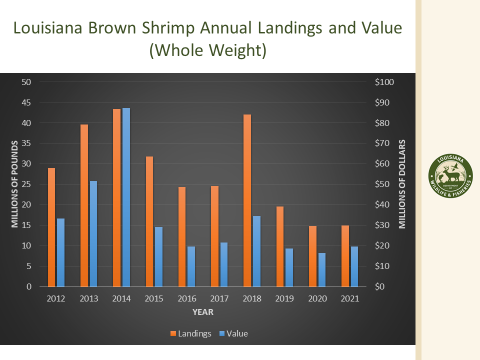 Louisiana Brown Shrimp Annual Landings and Value
(Whole Weight)
50
45
40
35
30
25
20
15
10
5
0
MILLIONS OF POUNDS
$100
$90
$80
$70
$60
$50
$40
$30
$20
$10
$0
MILLIONS OF DOLLARS
2012 2013 2014 2015 2016 2017 2018 2019 2020 2021
YEAR
Landings Value
LOUISIANA
WILDLIFE & FISHERIES